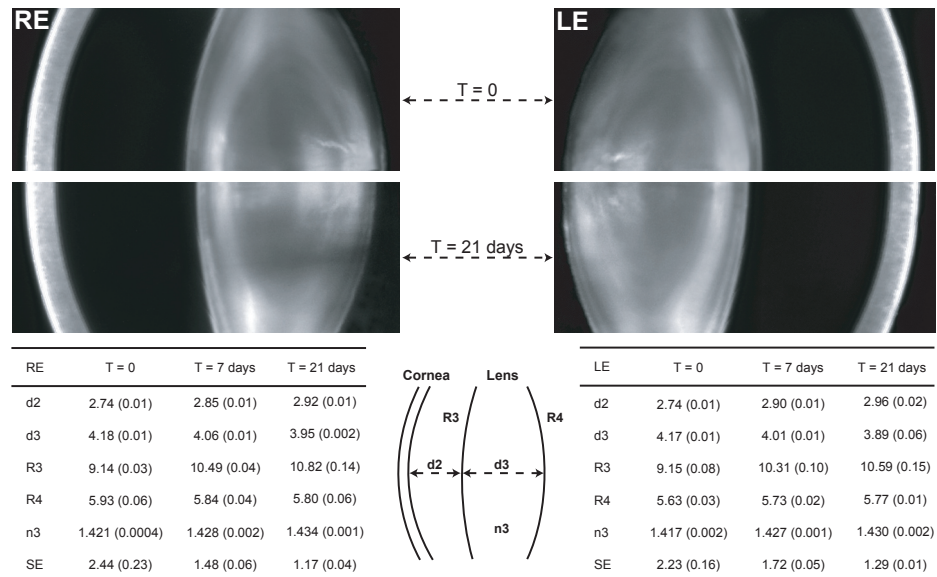 RE
LE
T = 0
T = 21 days
RE T = 0 T = 7 days T = 21 days
d2 2.74 (0.01) 2.85 (0.01) 2.92 (0.01)
d3 4.18 (0.01) 4.06 (0.01) 3.95 (0.002)
R3 9.14 (0.03) 10.49 (0.04) 10.82 (0.14)
R4 5.93 (0.06) 5.84 (0.04) 5.80 (0.06)
n3 1.421 (0.0004) 1.428 (0.002) 1.434 (0.001)
SE 2.44 (0.23) 1.48 (0.06) 1.17 (0.04)
Cornea Lens
R3 R4
d2 d3
n3
LE T = 0 T = 7 days T = 21 days
d2 2.74 (0.01) 2.90 (0.01) 2.96 (0.02)
d3 4.17 (0.01) 4.01 (0.01) 3.89 (0.06)
R3 9.15 (0.08) 10.31 (0.10) 10.59 (0.15)
R4 5.63 (0.03) 5.73 (0.02) 5.77 (0.01)
n3 1.417 (0.002) 1.427 (0.001) 1.430 (0.002)
SE 2.23 (0.16) 1.72 (0.05) 1.29 (0.01)